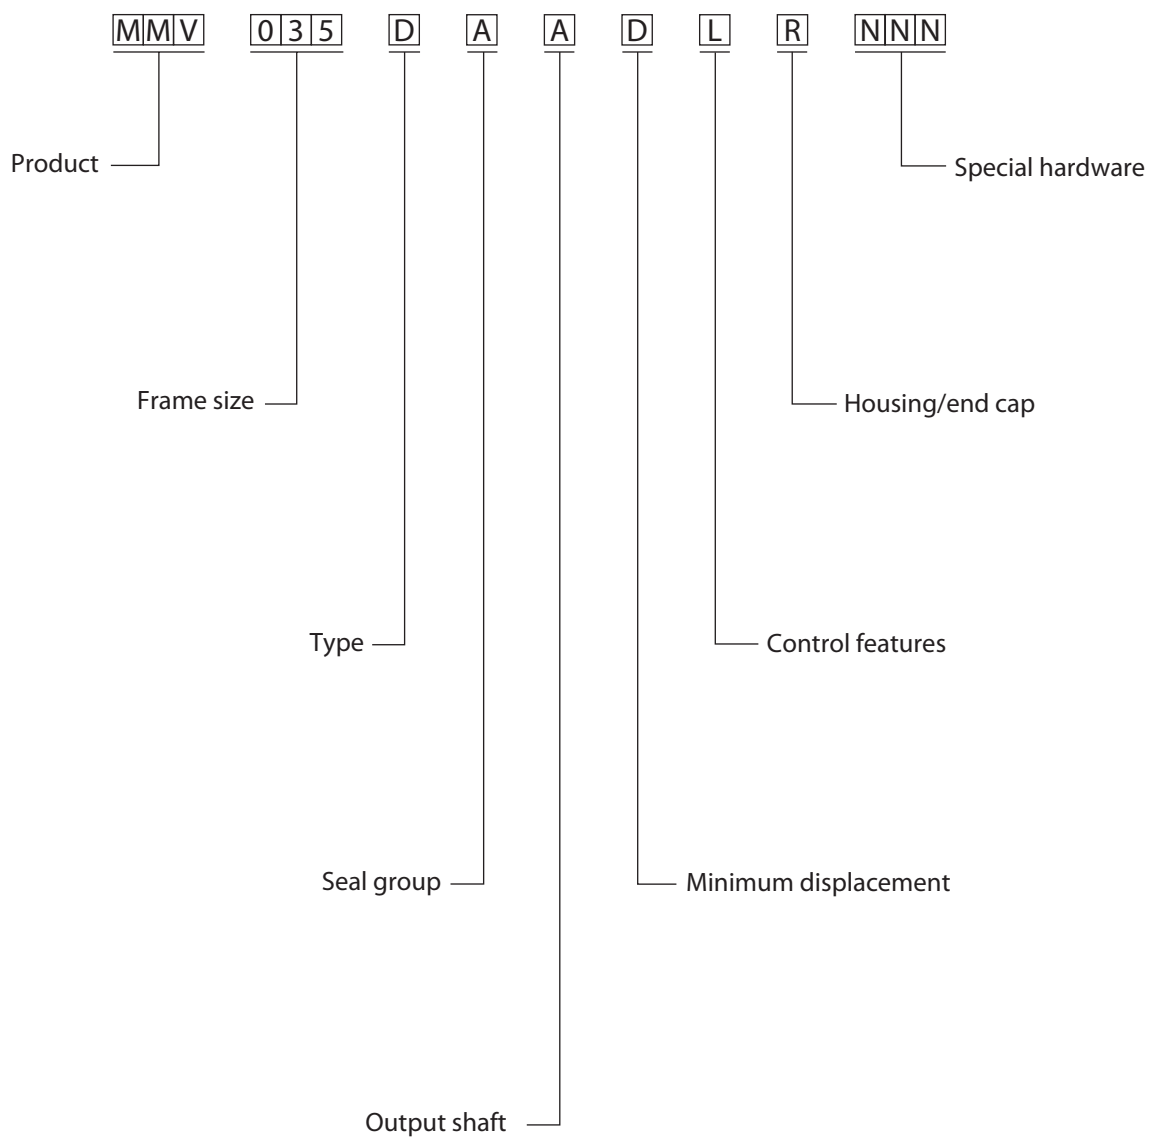 MMV 035 D A A D L R NNN
Product
Special hardware
Frame size
Housing/end cap
Type
Control features
Seal group
Minimum displacement
Output shaft